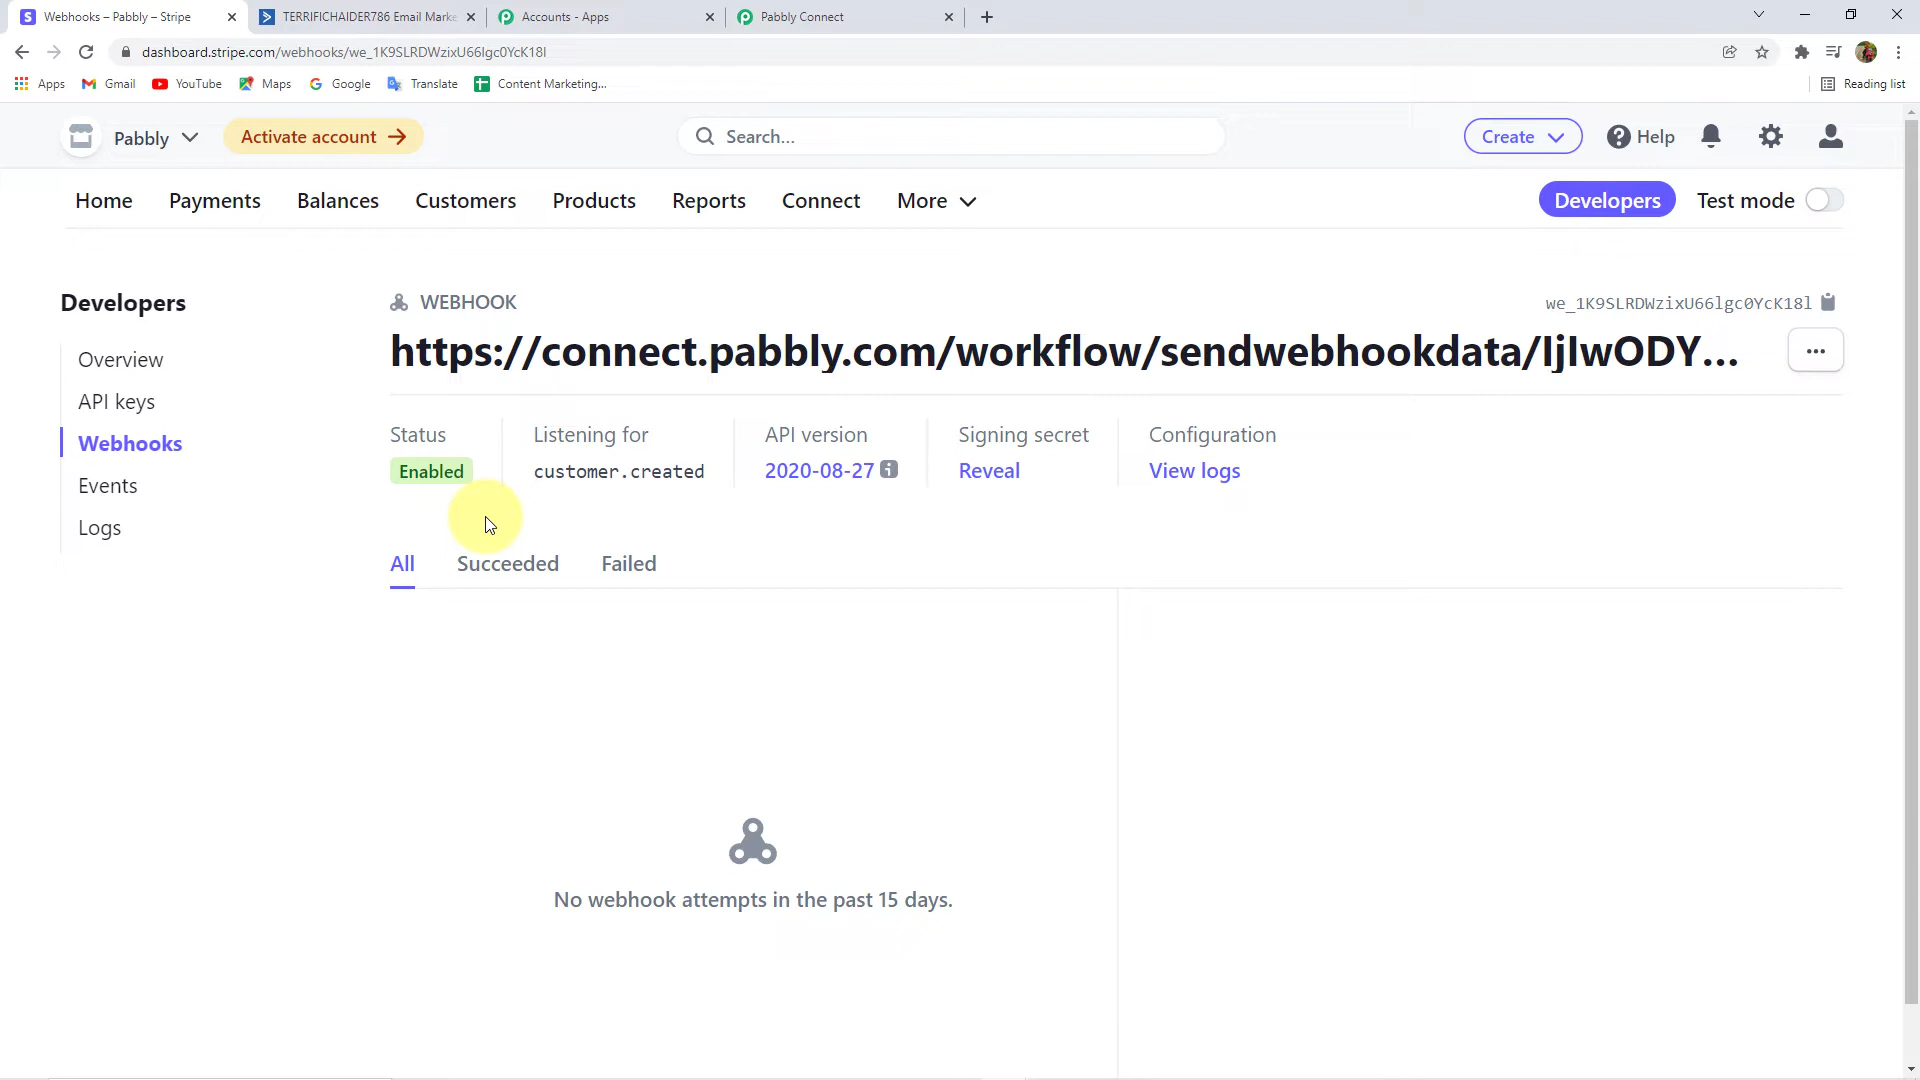 Webhooks – Pabbly – Stripe
TERRIFICHAIDER786 Email Marke
Accounts - Apps
Pabbly Connect
dashboard.stripe.com/webhooks/we_1K9SLRDWzixU66lgc0YcK18l
Apps
Gmail
YouTube
Maps
Google
Translate
Content Marketing...
Reading list
Pabbly
Activate account →
Search...
Create
Help
Home
Payments
Balances
Customers
Products
Reports
Connect
More
Developers
Test mode
Developers
Overview
API keys
Webhooks
Events
Logs
WEBHOOK
we_1K9SLRDWzixU66lgc0YcK18l
https://connect.pabbly.com/workflow/sendwebhookdata/IjIwODY...
Status
Enabled
Listening for
customer.created
API version
2020-08-27
Signing secret
Reveal
Configuration
View logs
All
Succeeded
Failed
No webhook attempts in the past 15 days.